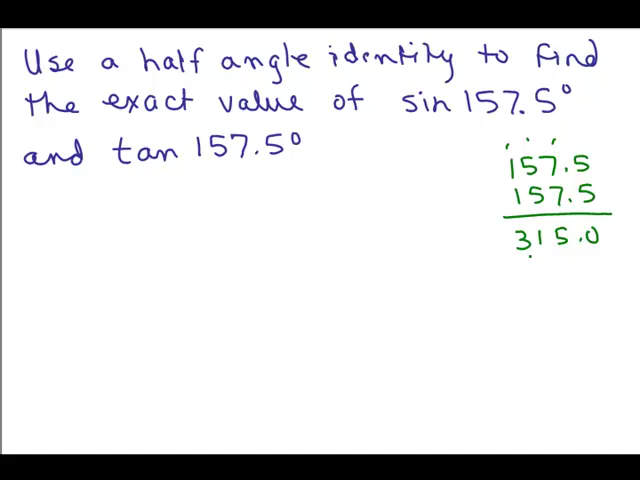 Use a half angle identity to find
the exact value of sin 157.5°
and tan 157.5°
157.5
157.5
315.0